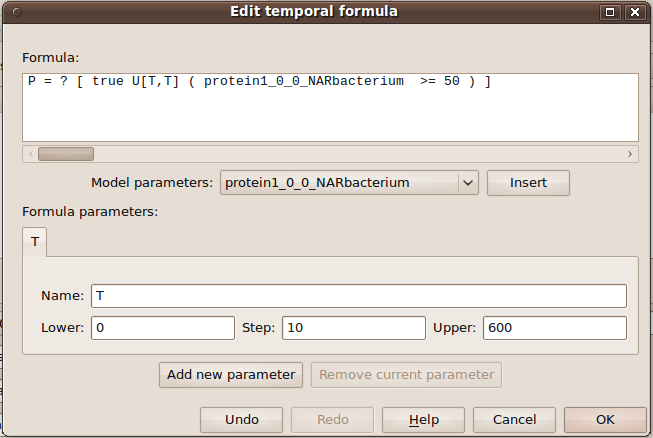 Edit temporal formula
Formula:
P = ? [ true U[T,T] ( protein1_0_0_NARbacterium  >= 50 ) ]
Model parameters: protein1_0_0_NARbacterium Insert
Formula parameters:
T
Name: T
Lower: 0 Step: 10 Upper: 600
Add new parameter Remove current parameter
Undo Redo Help Cancel OK